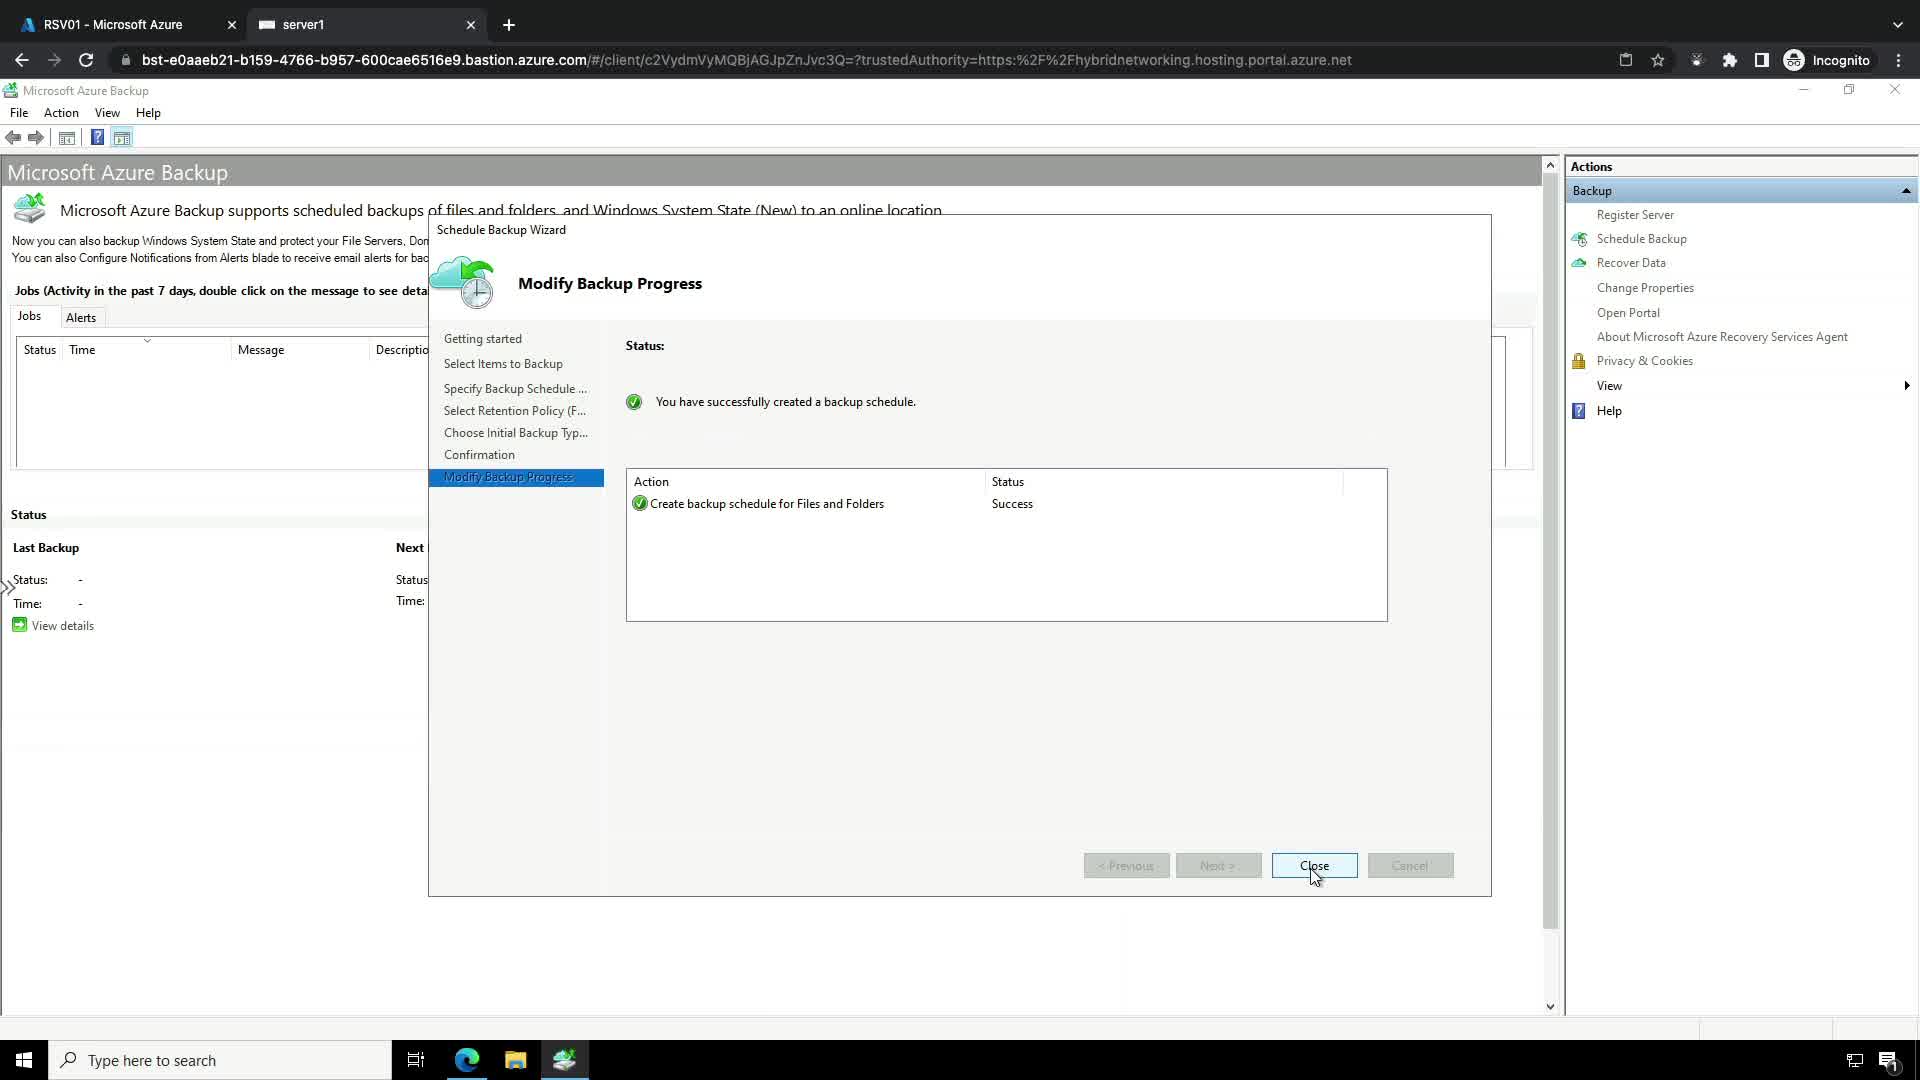 RSV01 - Microsoft Azure
server1
bst-e0aaeb21-b159-4766-b957-600cae6516e9.bastion.azure.com/#/client/c2VydmVyMQBjAGJpZnJvc3Q=?trustedAuthority=https:%2F%2Fhybridnetworking.hosting.portal.azure.net
Incognito
Microsoft Azure Backup
File Action View Help
Microsoft Azure Backup
Microsoft Azure Backup supports scheduled backups of files and folders, and Windows System State (New) to an online location
Now you can also backup Windows System State and protect your File Servers,
You can also Configure Notifications from Alerts blade to receive email alerts for
Jobs (Activity in the past 7 days, double click on the message to see
Jobs
Alerts
Status Time Message
Status
Last Backup
Next
Status: -
Status
Time: -
Time:
View details
Schedule Backup Wizard
Modify Backup Progress
Getting started
Select Items to Backup
Specify Backup Schedule ...
Select Retention Policy (F...
Choose Initial Backup Typ...
Confirmation
Modify Backup Progress
Status:
You have successfully created a backup schedule.
Action Status
Create backup schedule for Files and Folders Success
< Previous
Next >
Close
Cancel
Actions
Backup
Register Server
Schedule Backup
Recover Data
Change Properties
Open Portal
About Microsoft Azure Recovery Services Agent
Privacy & Cookies
View
Help
Type here to search
1